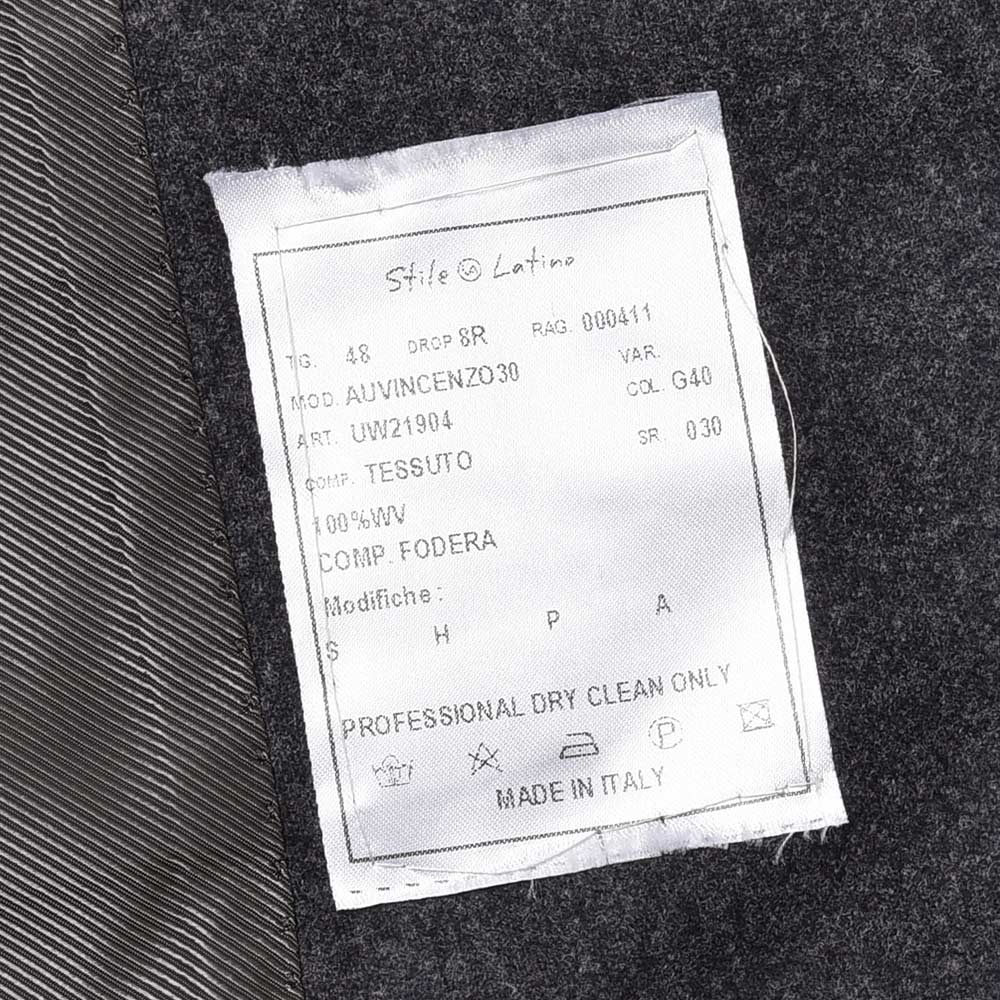 Stile Latino
TG. 48 DROP 8R RAG. 000411
MOD. AUVINCENZO30 VAR.
ART. UW21904 COL. G40
COMP. TESSUTO SR. 030
100%WV
COMP. FODERA
Modifiche:
S H P A
PROFESSIONAL DRY CLEAN ONLY
P
MADE IN ITALY